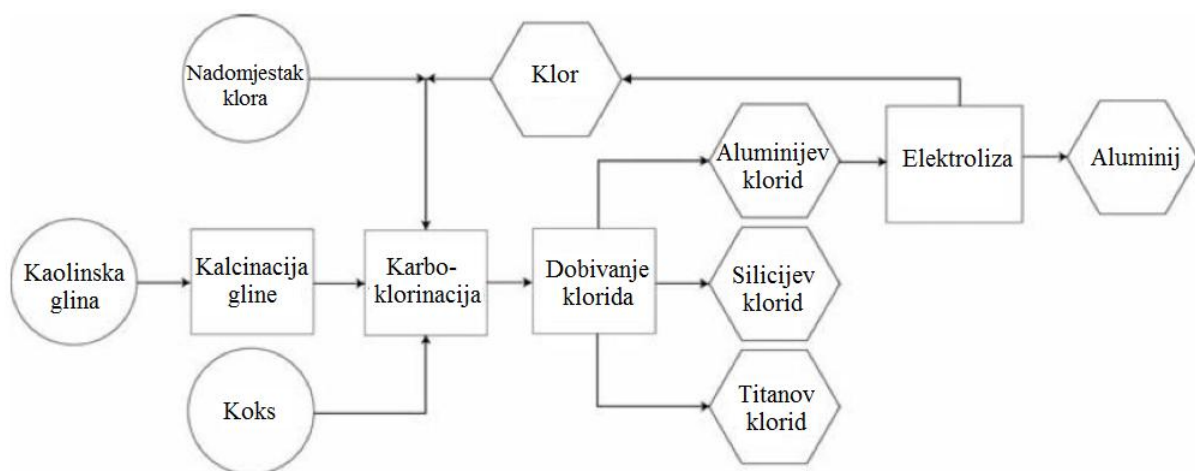 Nadomjestak
klora
Klor
Aluminijev
klorid
Elektroliza
Aluminij
Kaolinska
glina
Kalcinacija
gline
Karbo-
klorinacija
Dobivanje
klorida
Silicijev
klorid
Koks
Titanov
klorid